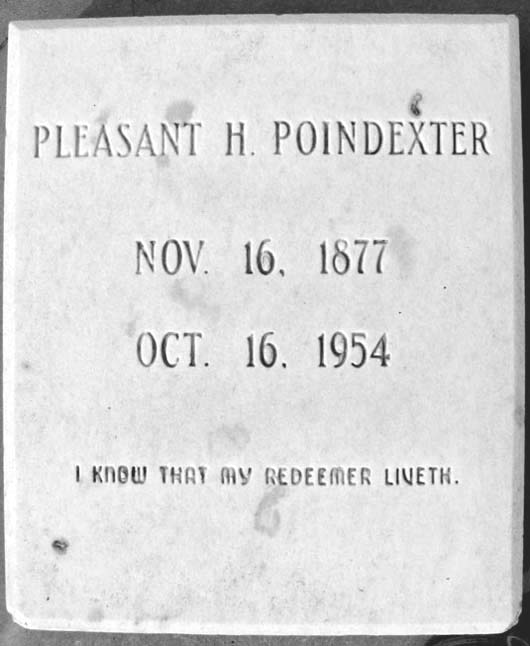 PLEASANT H. POINDEXTER
NOV. 16, 1877
OCT. 16, 1954
I KNOW THAT MY REDEEMER LIVETH.